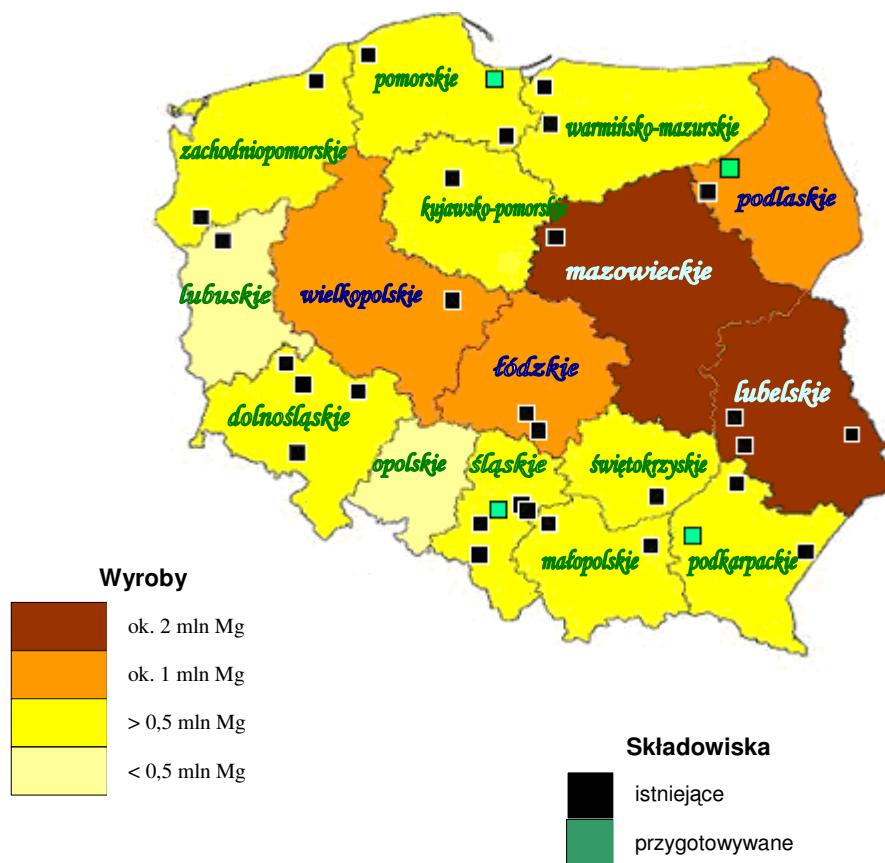 pomorskie
warmińsko-mazurskie
zachodniopomorskie
podlaskie
kujawsko-pomorskie
mazowieckie
lubuskie
wielkopolskie
łódzkie
lubelskie
dolnośląskie
opolskie
śląskie
świętokrzyskie
małopolskie
podkarpackie
Wyroby
ok. 2 mln Mg
ok. 1 mln Mg
> 0,5 mln Mg
< 0,5 mln Mg
Składowiska
istniejące
przygotowywane